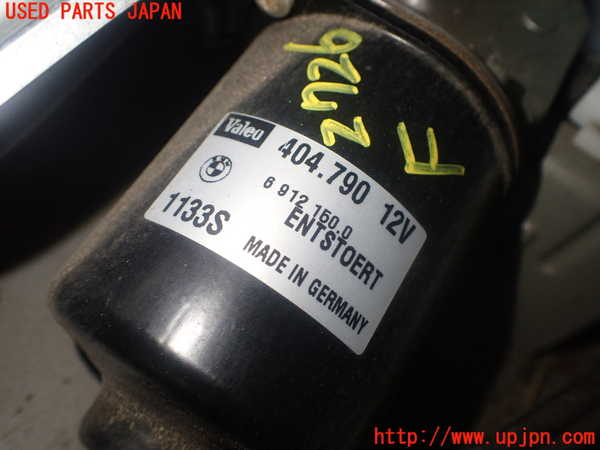 USED PARTS JAPAN
9272
F
Valeo
404.790 12V
6 912 160.0
1133S ENTSTOERT
MADE IN GERMANY
http://www.upjpn.com/